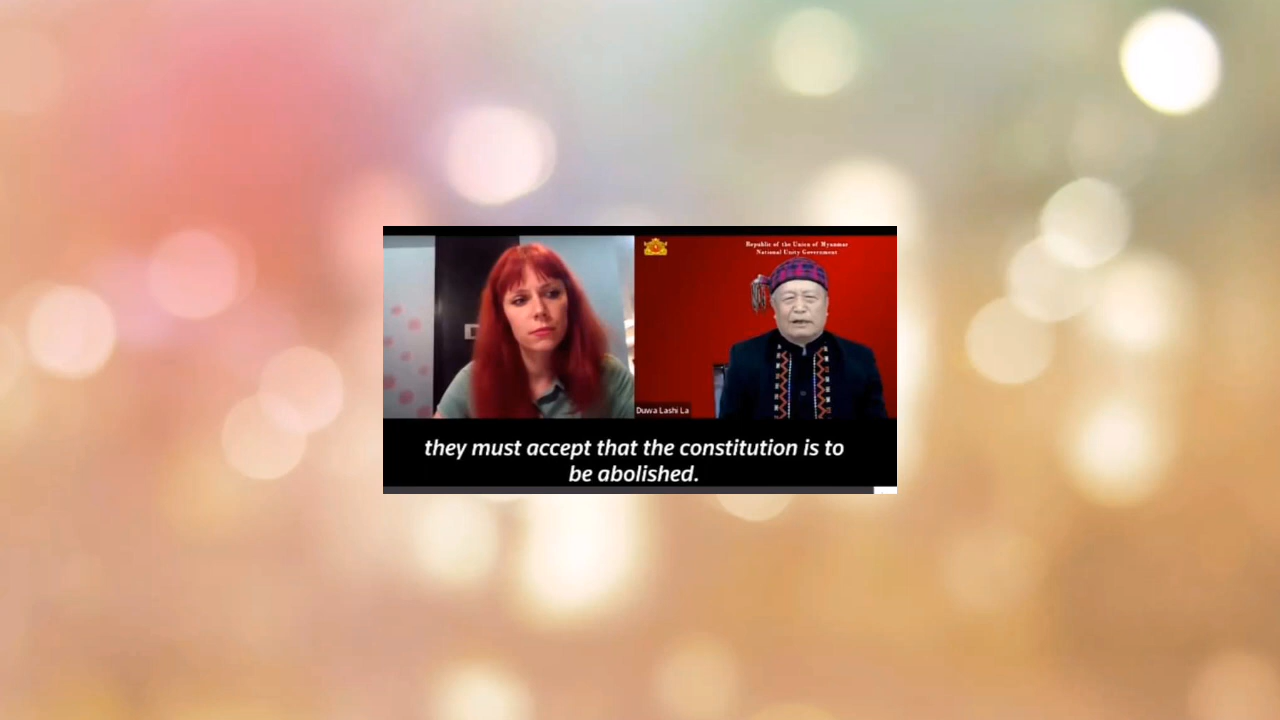 Republic of the Union of Myanmar
National Unity Government
Duwa Lashi La
they must accept that the constitution is to
be abolished.